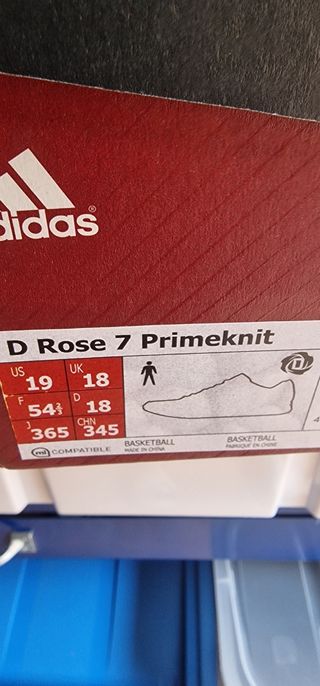 adidas
D Rose 7 Primeknit
US 19 UK 18
F 54⅔ D 18
J 365 CHN 345
mi COMPATIBLE
BASKETBALL
MADE IN CHINA
BASKETBALL
FABRIQUÉ EN CHINE